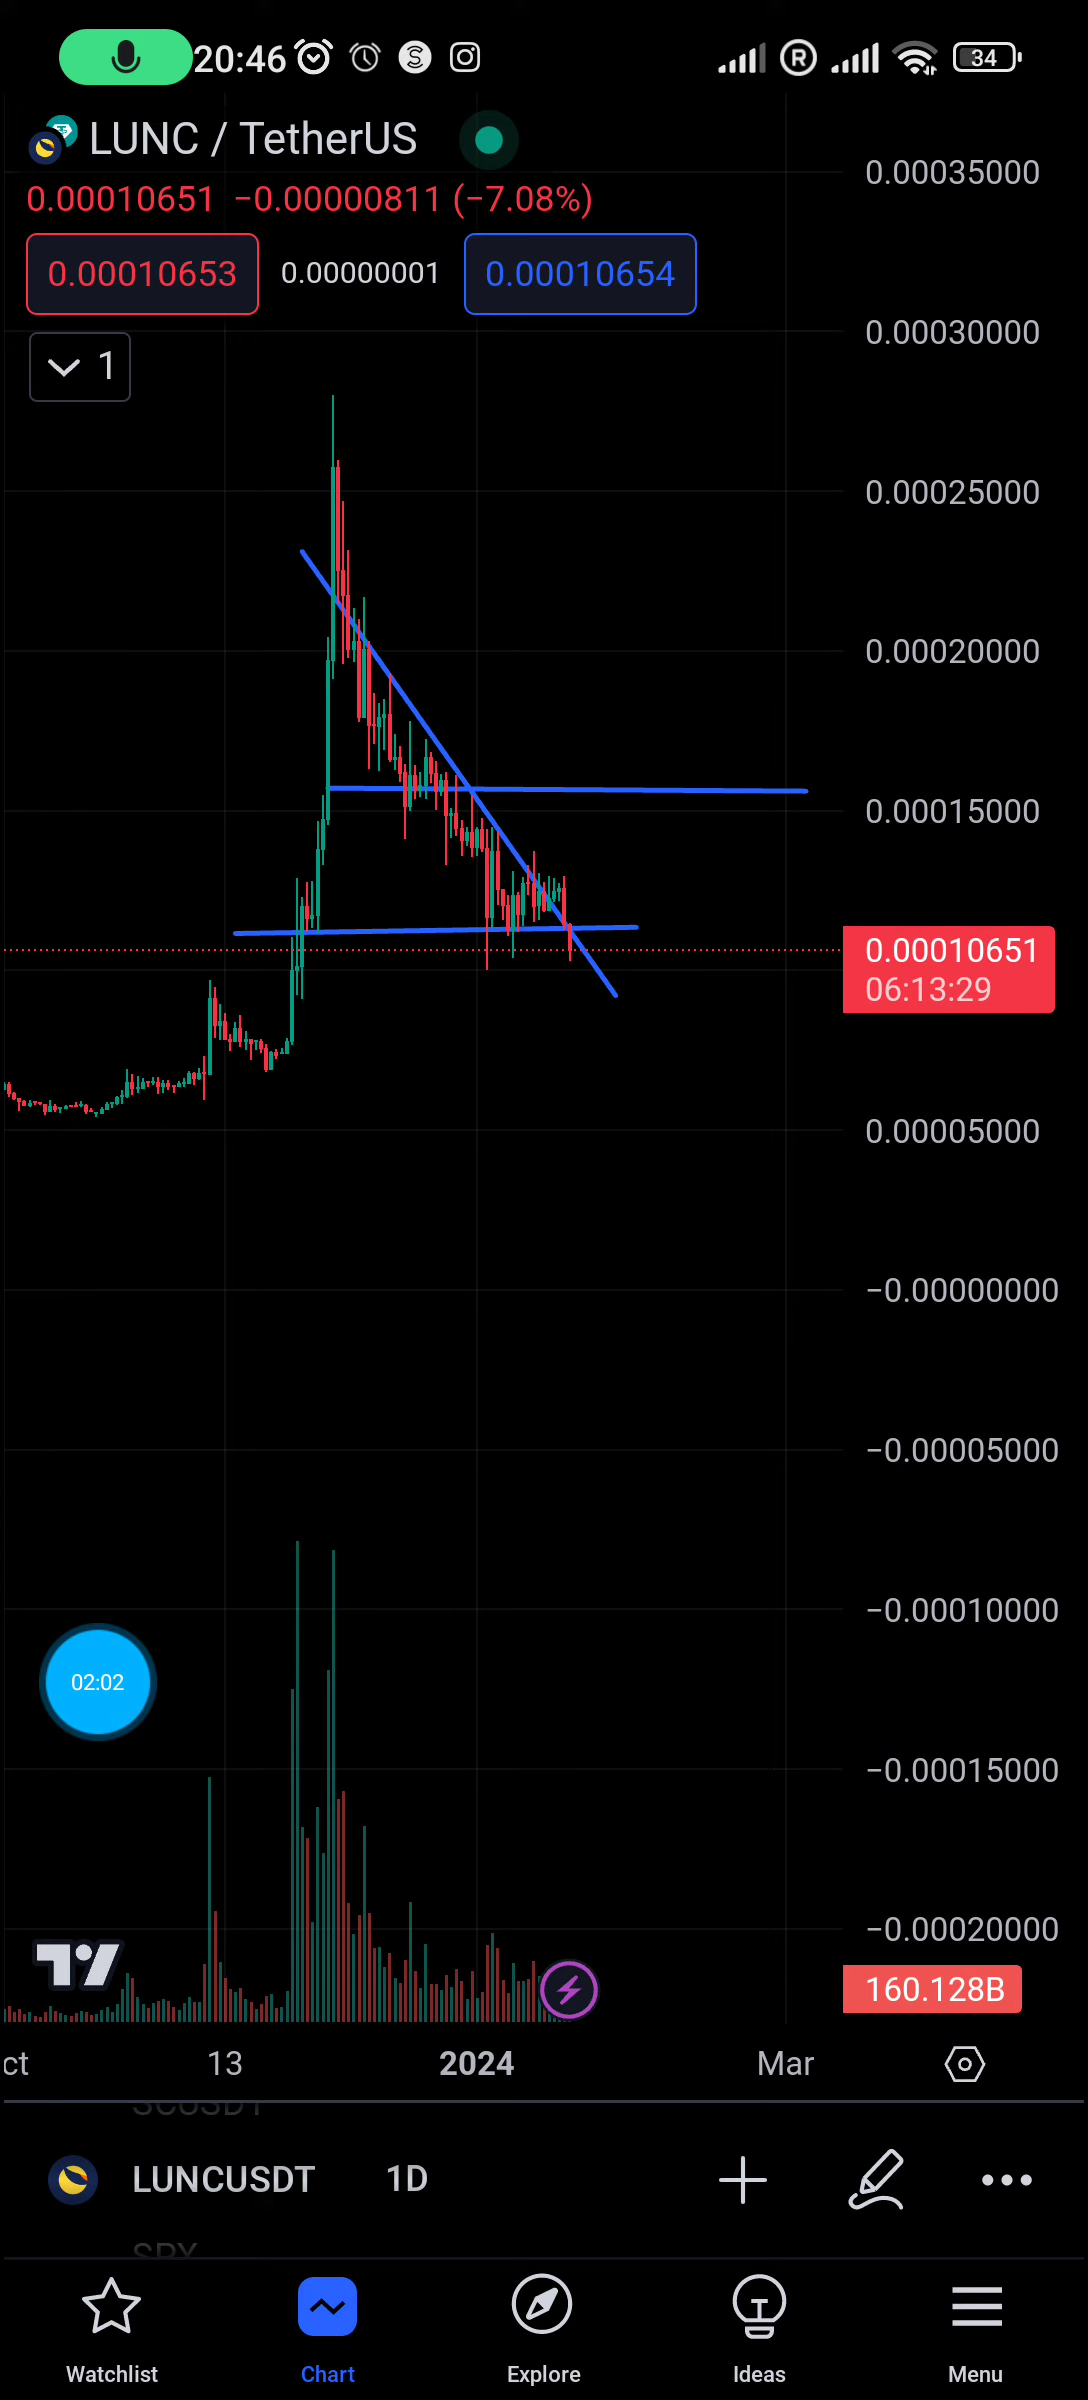 20:46
R
34
LUNC / TetherUS
0.00010651 −0.00000811 (−7.08%)
0.00010653 0.00000001 0.00010654
1
0.00035000
0.00030000
0.00025000
0.00020000
0.00015000
0.00010651
06:13:29
0.00005000
−0.00000000
−0.00005000
−0.00010000
−0.00015000
−0.00020000
160.128B
02:02
ct 13 2024 Mar
LUNCUSDT 1D
Watchlist Chart Explore Ideas Menu